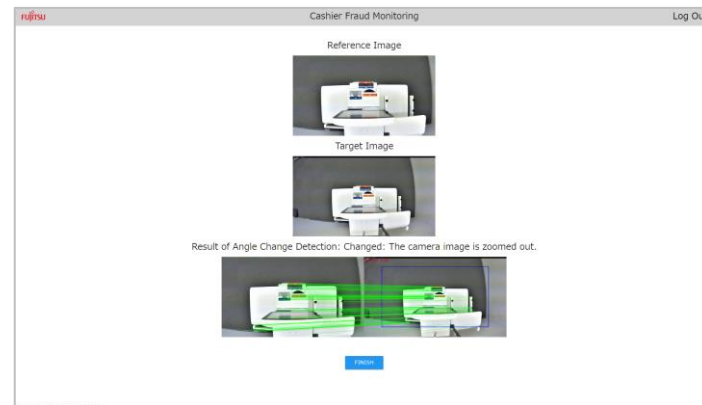 FUJITSU
Cashier Fraud Monitoring
Log Ou
Reference Image
Target Image
Result of Angle Change Detection: Changed: The camera image is zoomed out.
FINISH